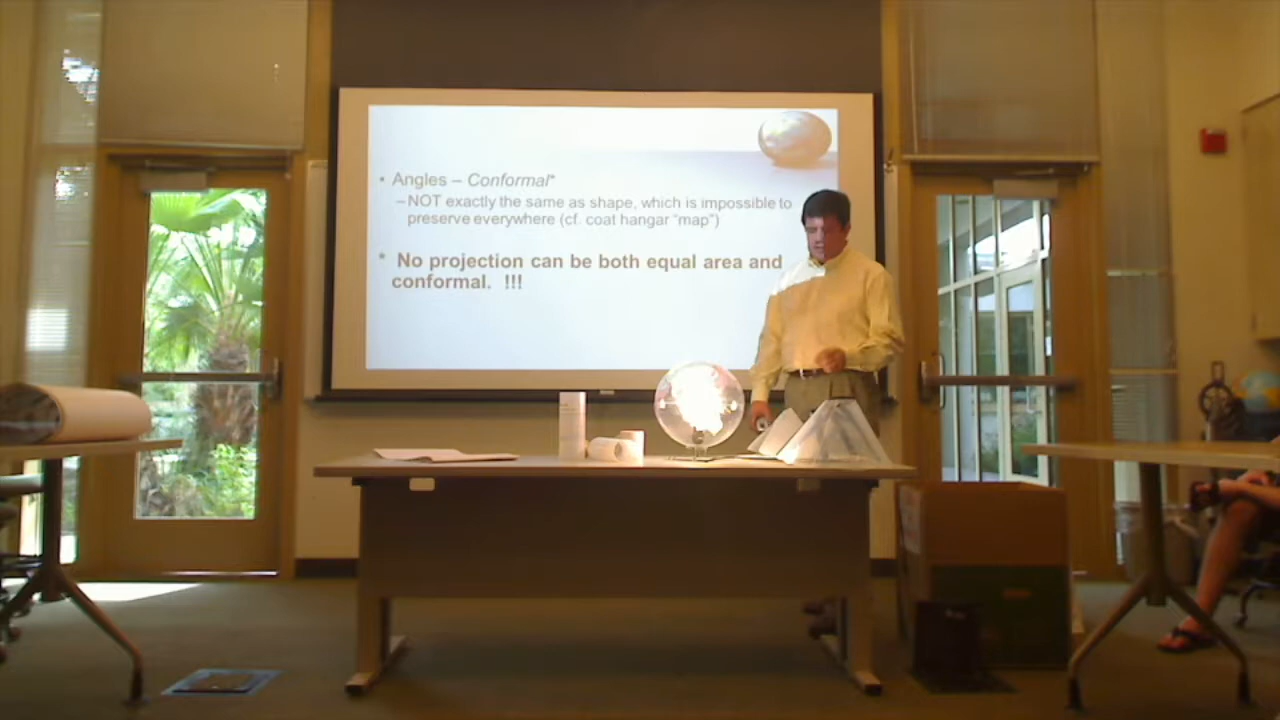 • Angles – Conformal*
–NOT exactly the same as shape, which is impossible to
preserve everywhere (cf. coat hangar “map”)
* No projection can be both equal area and
conformal. !!!